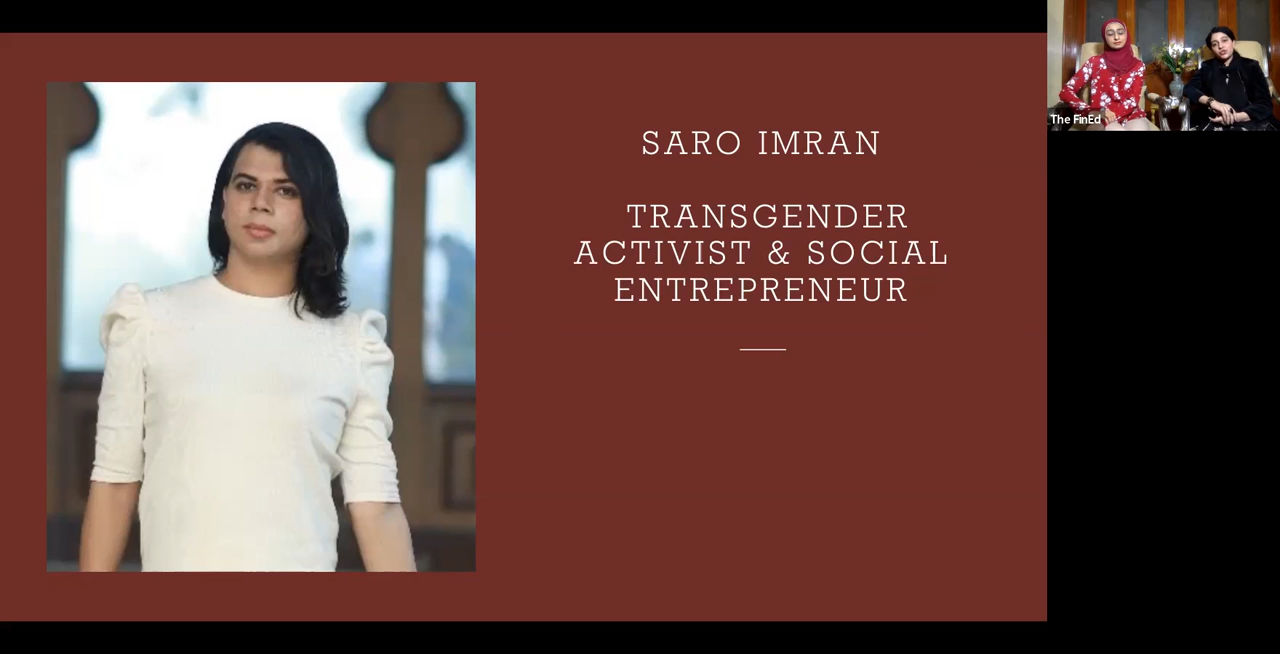 SARO IMRAN
TRANSGENDER
ACTIVIST & SOCIAL
ENTREPRENEUR
The FinEd